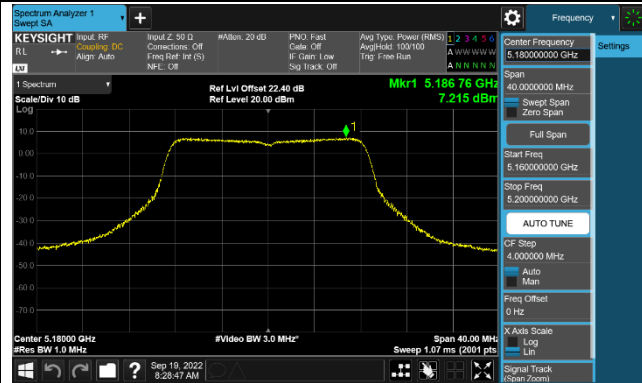 Spectrum Analyzer 1
Swept SA
+
Frequency
KEYSIGHT
RL
LXI
Input: RF
Coupling: DC
Align: Auto
Input Z: 50 Ω
Corrections: Off
Freq Ref: Int (S)
NFE: Off
#Atten: 20 dB
PNO: Fast
Gate: Off
IF Gain: Low
Sig Track: Off
Avg Type: Power (RMS)
Avg|Hold: 100/100
Trig: Free Run
1 2 3 4 5 6
A W W W W W
A N N N N N
1 Spectrum
Scale/Div 10 dB
Log
Ref Lvl Offset 22.40 dB
Ref Level 20.00 dBm
Mkr1 5.186 76 GHz
7.215 dBm
1
10.0
0.00
-10.0
-20.0
-30.0
-40.0
-50.0
-60.0
-70.0
Center 5.18000 GHz
#Res BW 1.0 MHz
#Video BW 3.0 MHz*
Span 40.00 MHz
Sweep 1.07 ms (2001 pts)
?
Sep 19, 2022
8:28:47 AM
Center Frequency
5.180000000 GHz
Span
40.0000000 MHz
Swept Span
Zero Span
Full Span
Start Freq
5.160000000 GHz
Stop Freq
5.200000000 GHz
AUTO TUNE
CF Step
4.000000 MHz
Auto
Man
Freq Offset
0 Hz
X Axis Scale
Log
Lin
Signal Track
(Span Zoom)
Settings